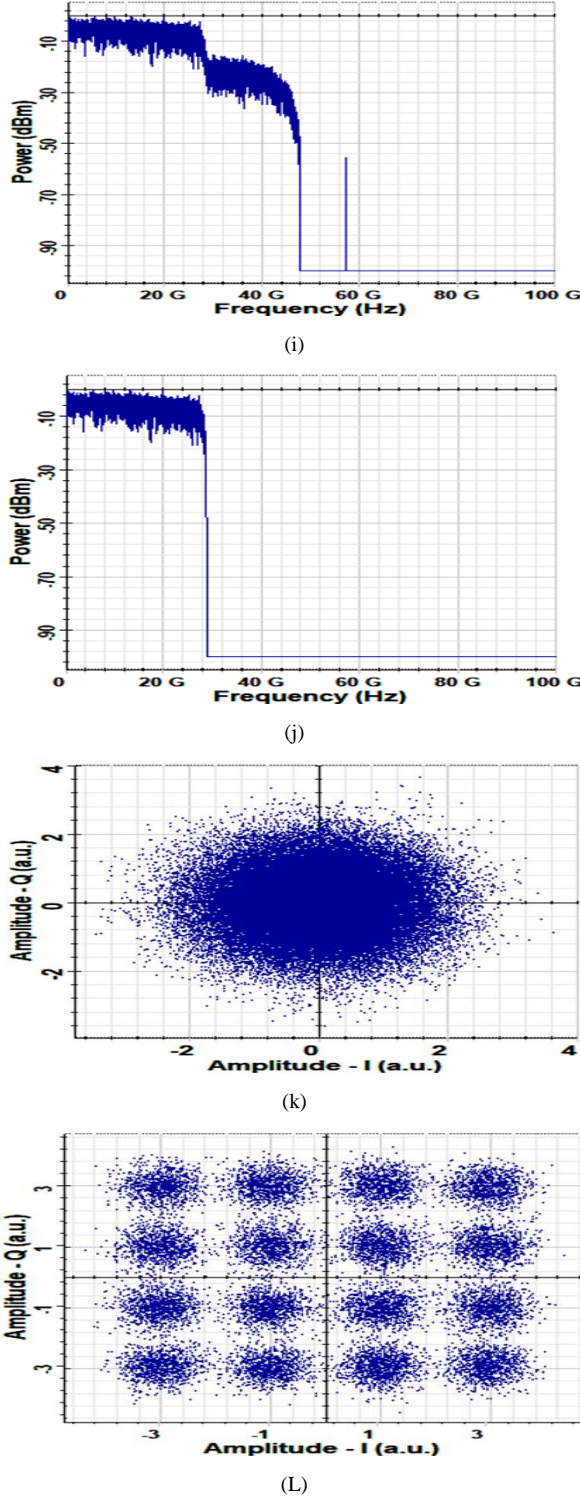 Power (dBm)
-10
-30
-50
-70
-90
0 20 G 40 G 60 G 80 G 100 G
Frequency (Hz)
(i)
Power (dBm)
-10
-30
-50
-70
-90
0 20 G 40 G 60 G 80 G 100 G
Frequency (Hz)
(j)
Amplitude - Q (a.u.)
4
2
0
-2
-2 0 2 4
Amplitude - I (a.u.)
(k)
Amplitude - Q (a.u.)
3
1
-1
-3
-3 -1 1 3
Amplitude - I (a.u.)
(L)